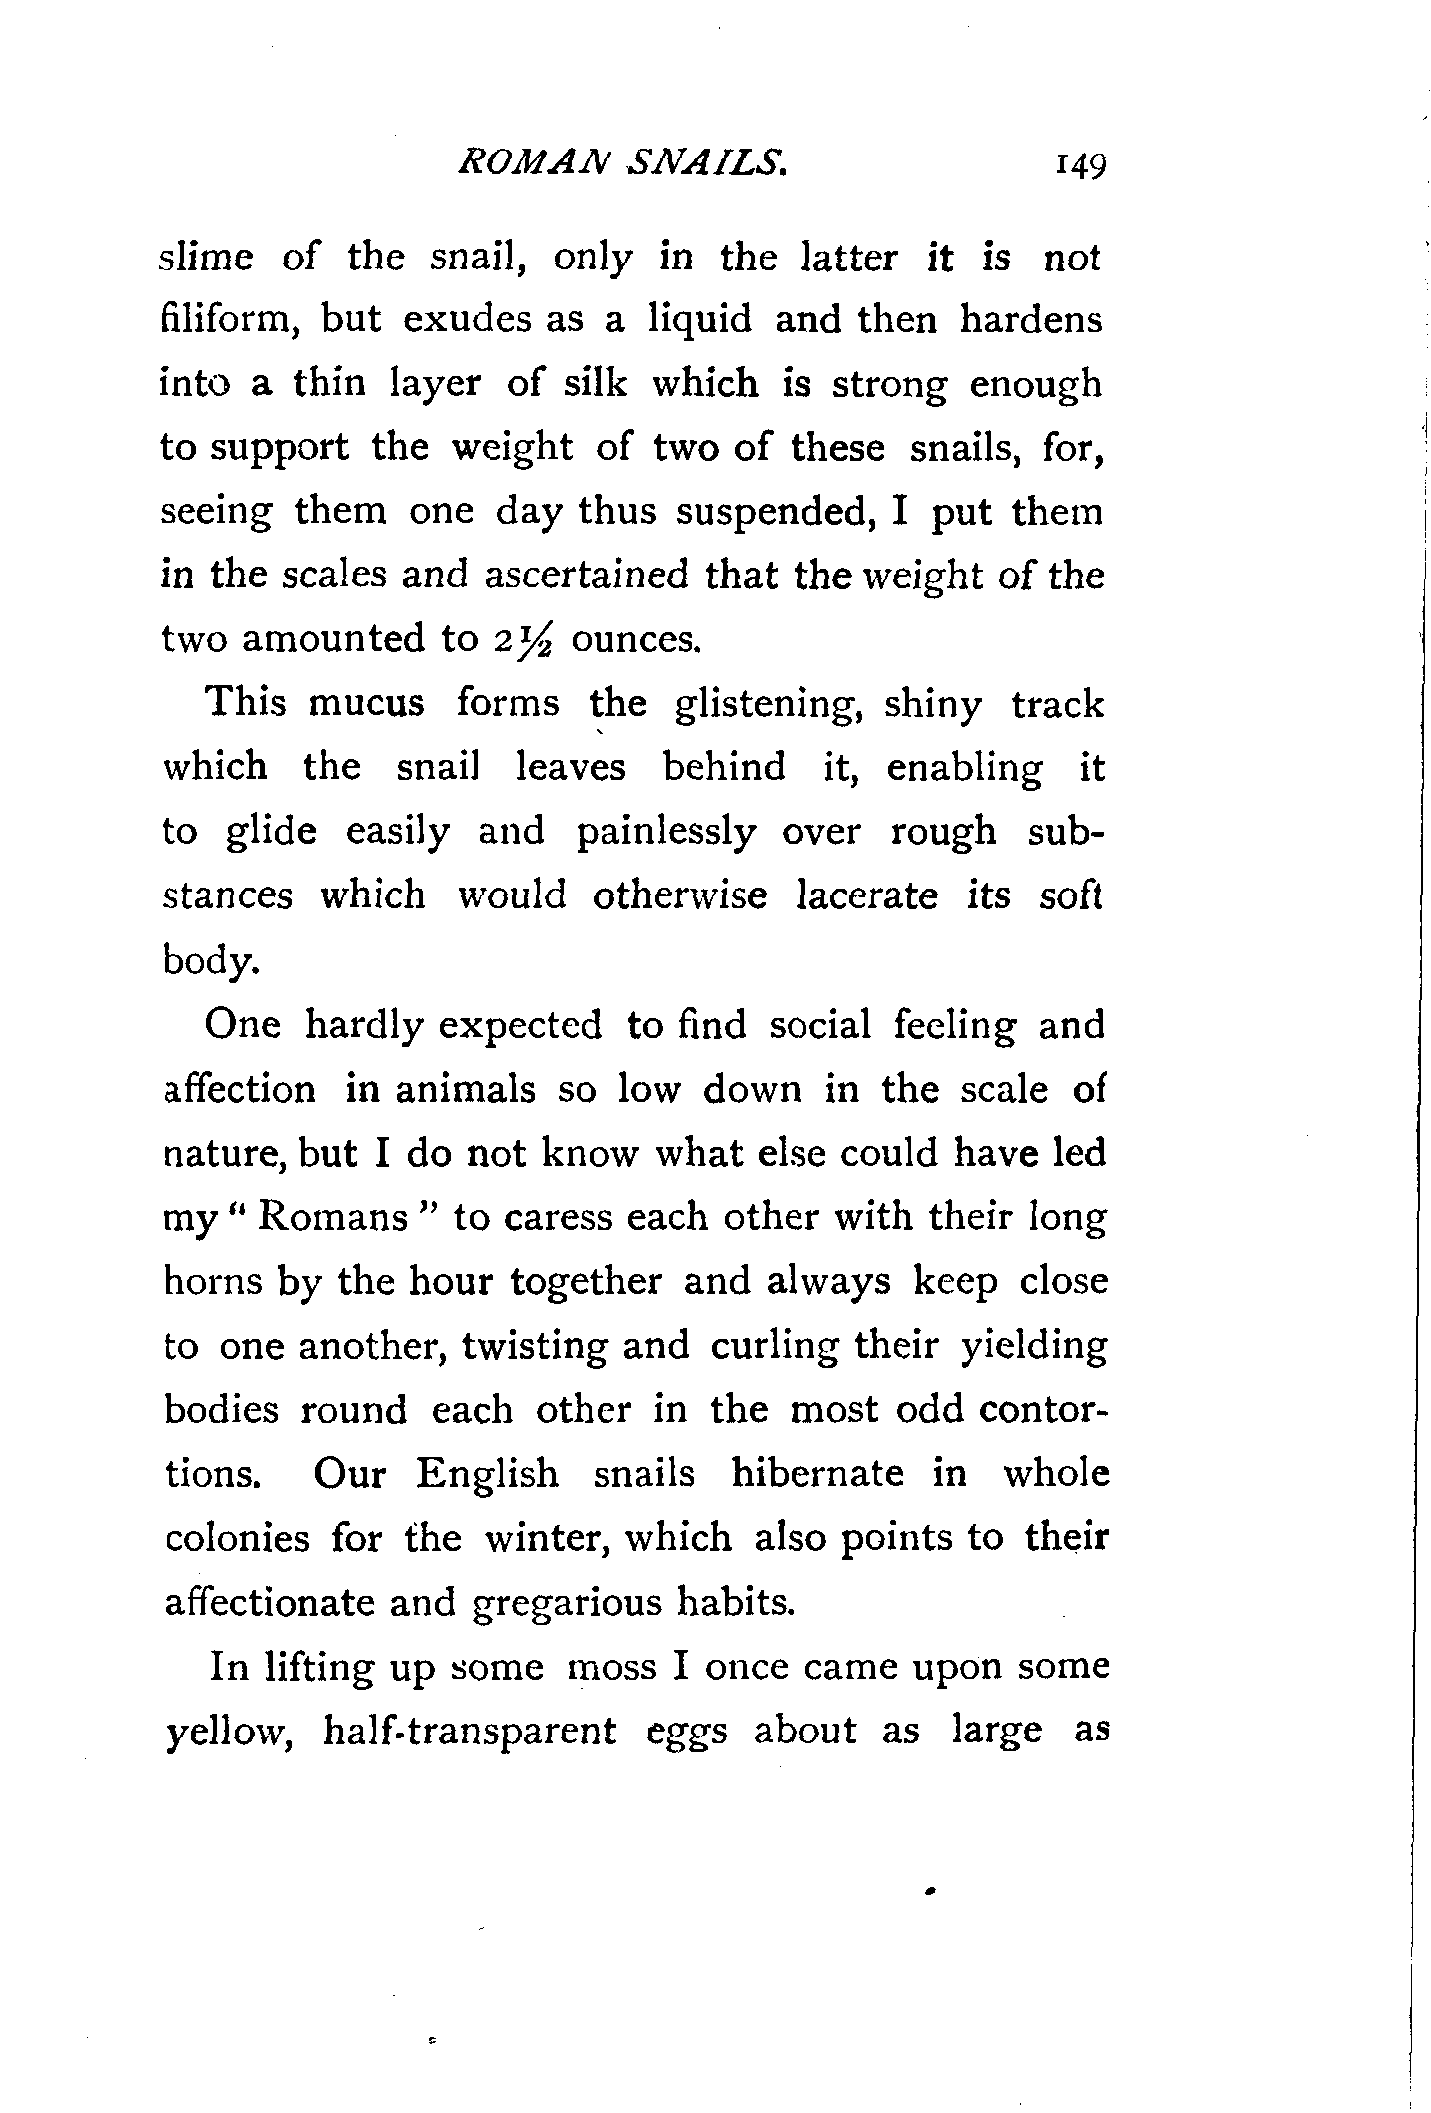 ROMAN SNAILS. 149
slime of the snail, only in the latter it is not
filiform, but exudes as a liquid and then hardens
into a thin layer of silk which is strong enough
to support the weight of two of these snails, for,
seeing them one day thus suspended, I put them
in the scales and ascertained that the weight of the
two amounted to 2½ ounces.
This mucus forms the glistening, shiny track
which the snail leaves behind it, enabling it
to glide easily and painlessly over rough sub-
stances which would otherwise lacerate its soft
body.
One hardly expected to find social feeling and
affection in animals so low down in the scale of
nature, but I do not know what else could have led
my " Romans " to caress each other with their long
horns by the hour together and always keep close
to one another, twisting and curling their yielding
bodies round each other in the most odd contor-
tions. Our English snails hibernate in whole
colonies for the winter, which also points to their
affectionate and gregarious habits.
In lifting up some moss I once came upon some
yellow, half-transparent eggs about as large as